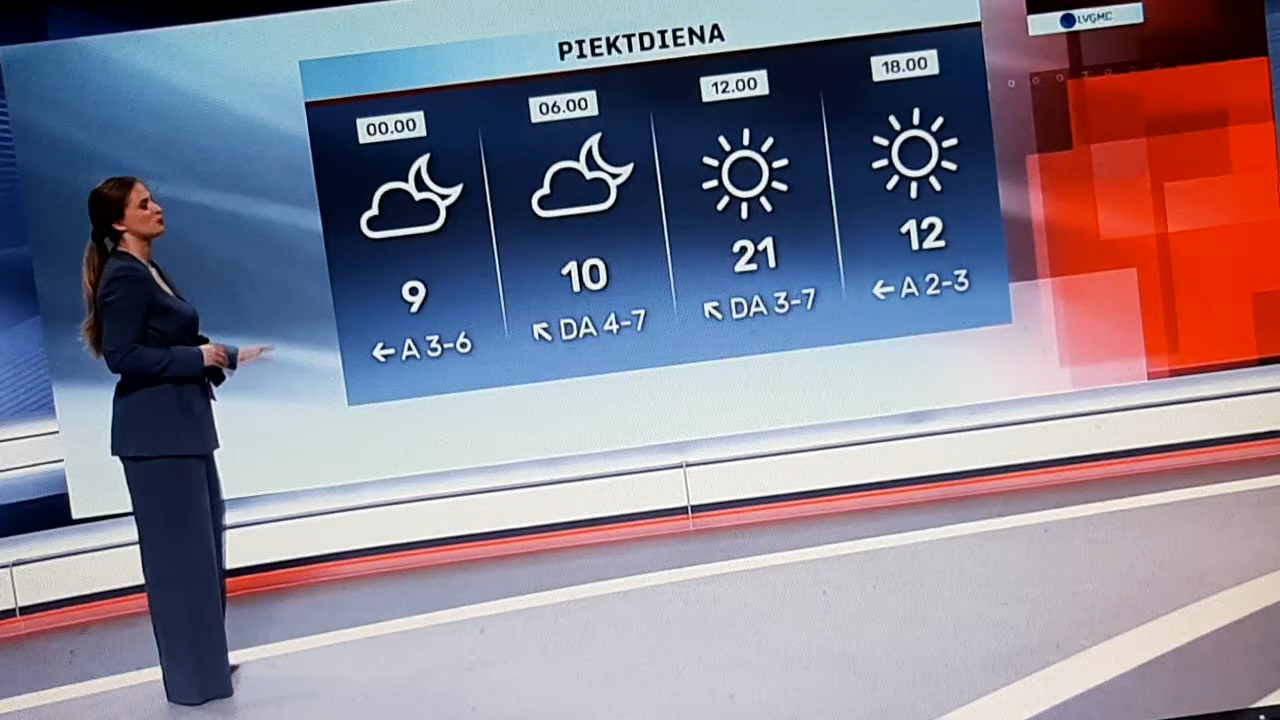 LVGMC
PIEKTDIENA
00.00
06.00
12.00
18.00
9
10
21
12
←A 3-6
↖DA 4-7
↖DA 3-7
←A 2-3